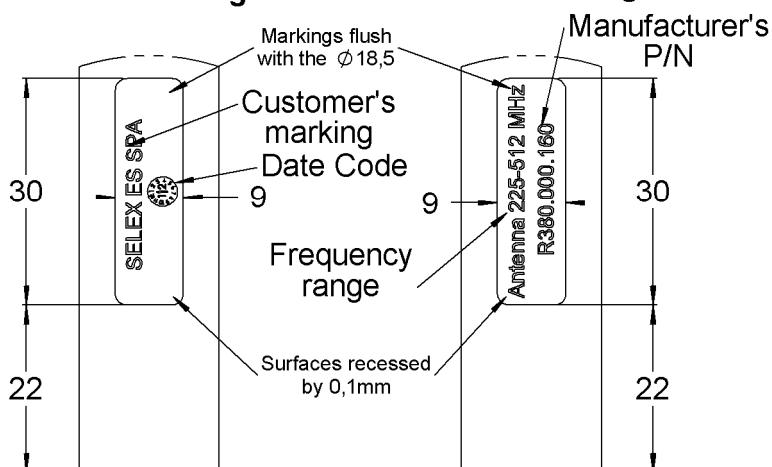 Markings flush
with the ∅ 18,5
Manufacturer's
P/N
Customer's
marking
Date Code
SELEX ES SPA
12
30
9
9
30
Antenna 225-512 MHz
R380.000.160
Frequency
range
Surfaces recessed
by 0,1mm
22
22